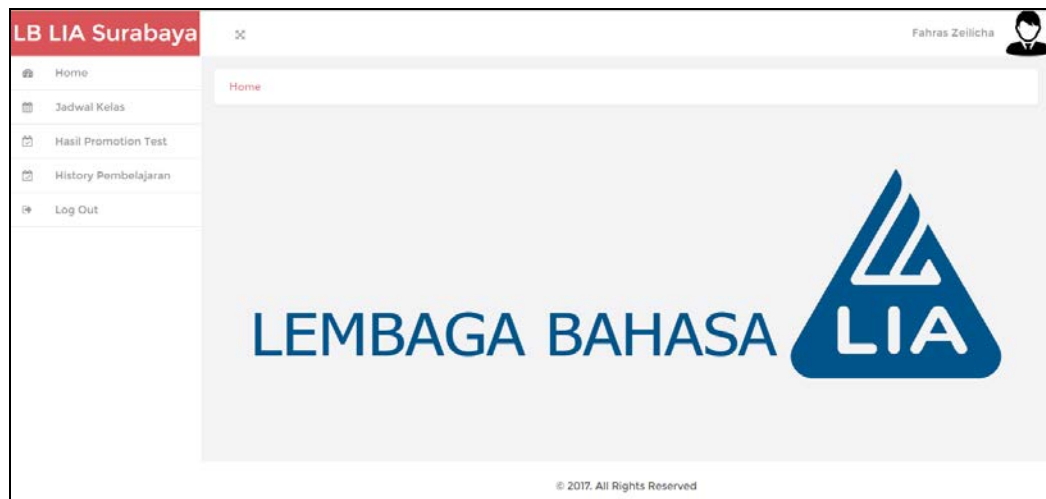 LB LIA Surabaya
Fahras Zeilicha
Home
Jadwal Kelas
Hasil Promotion Test
History Pembelajaran
Log Out
Home
LEMBAGA BAHASA
LIA
© 2017. All Rights Reserved